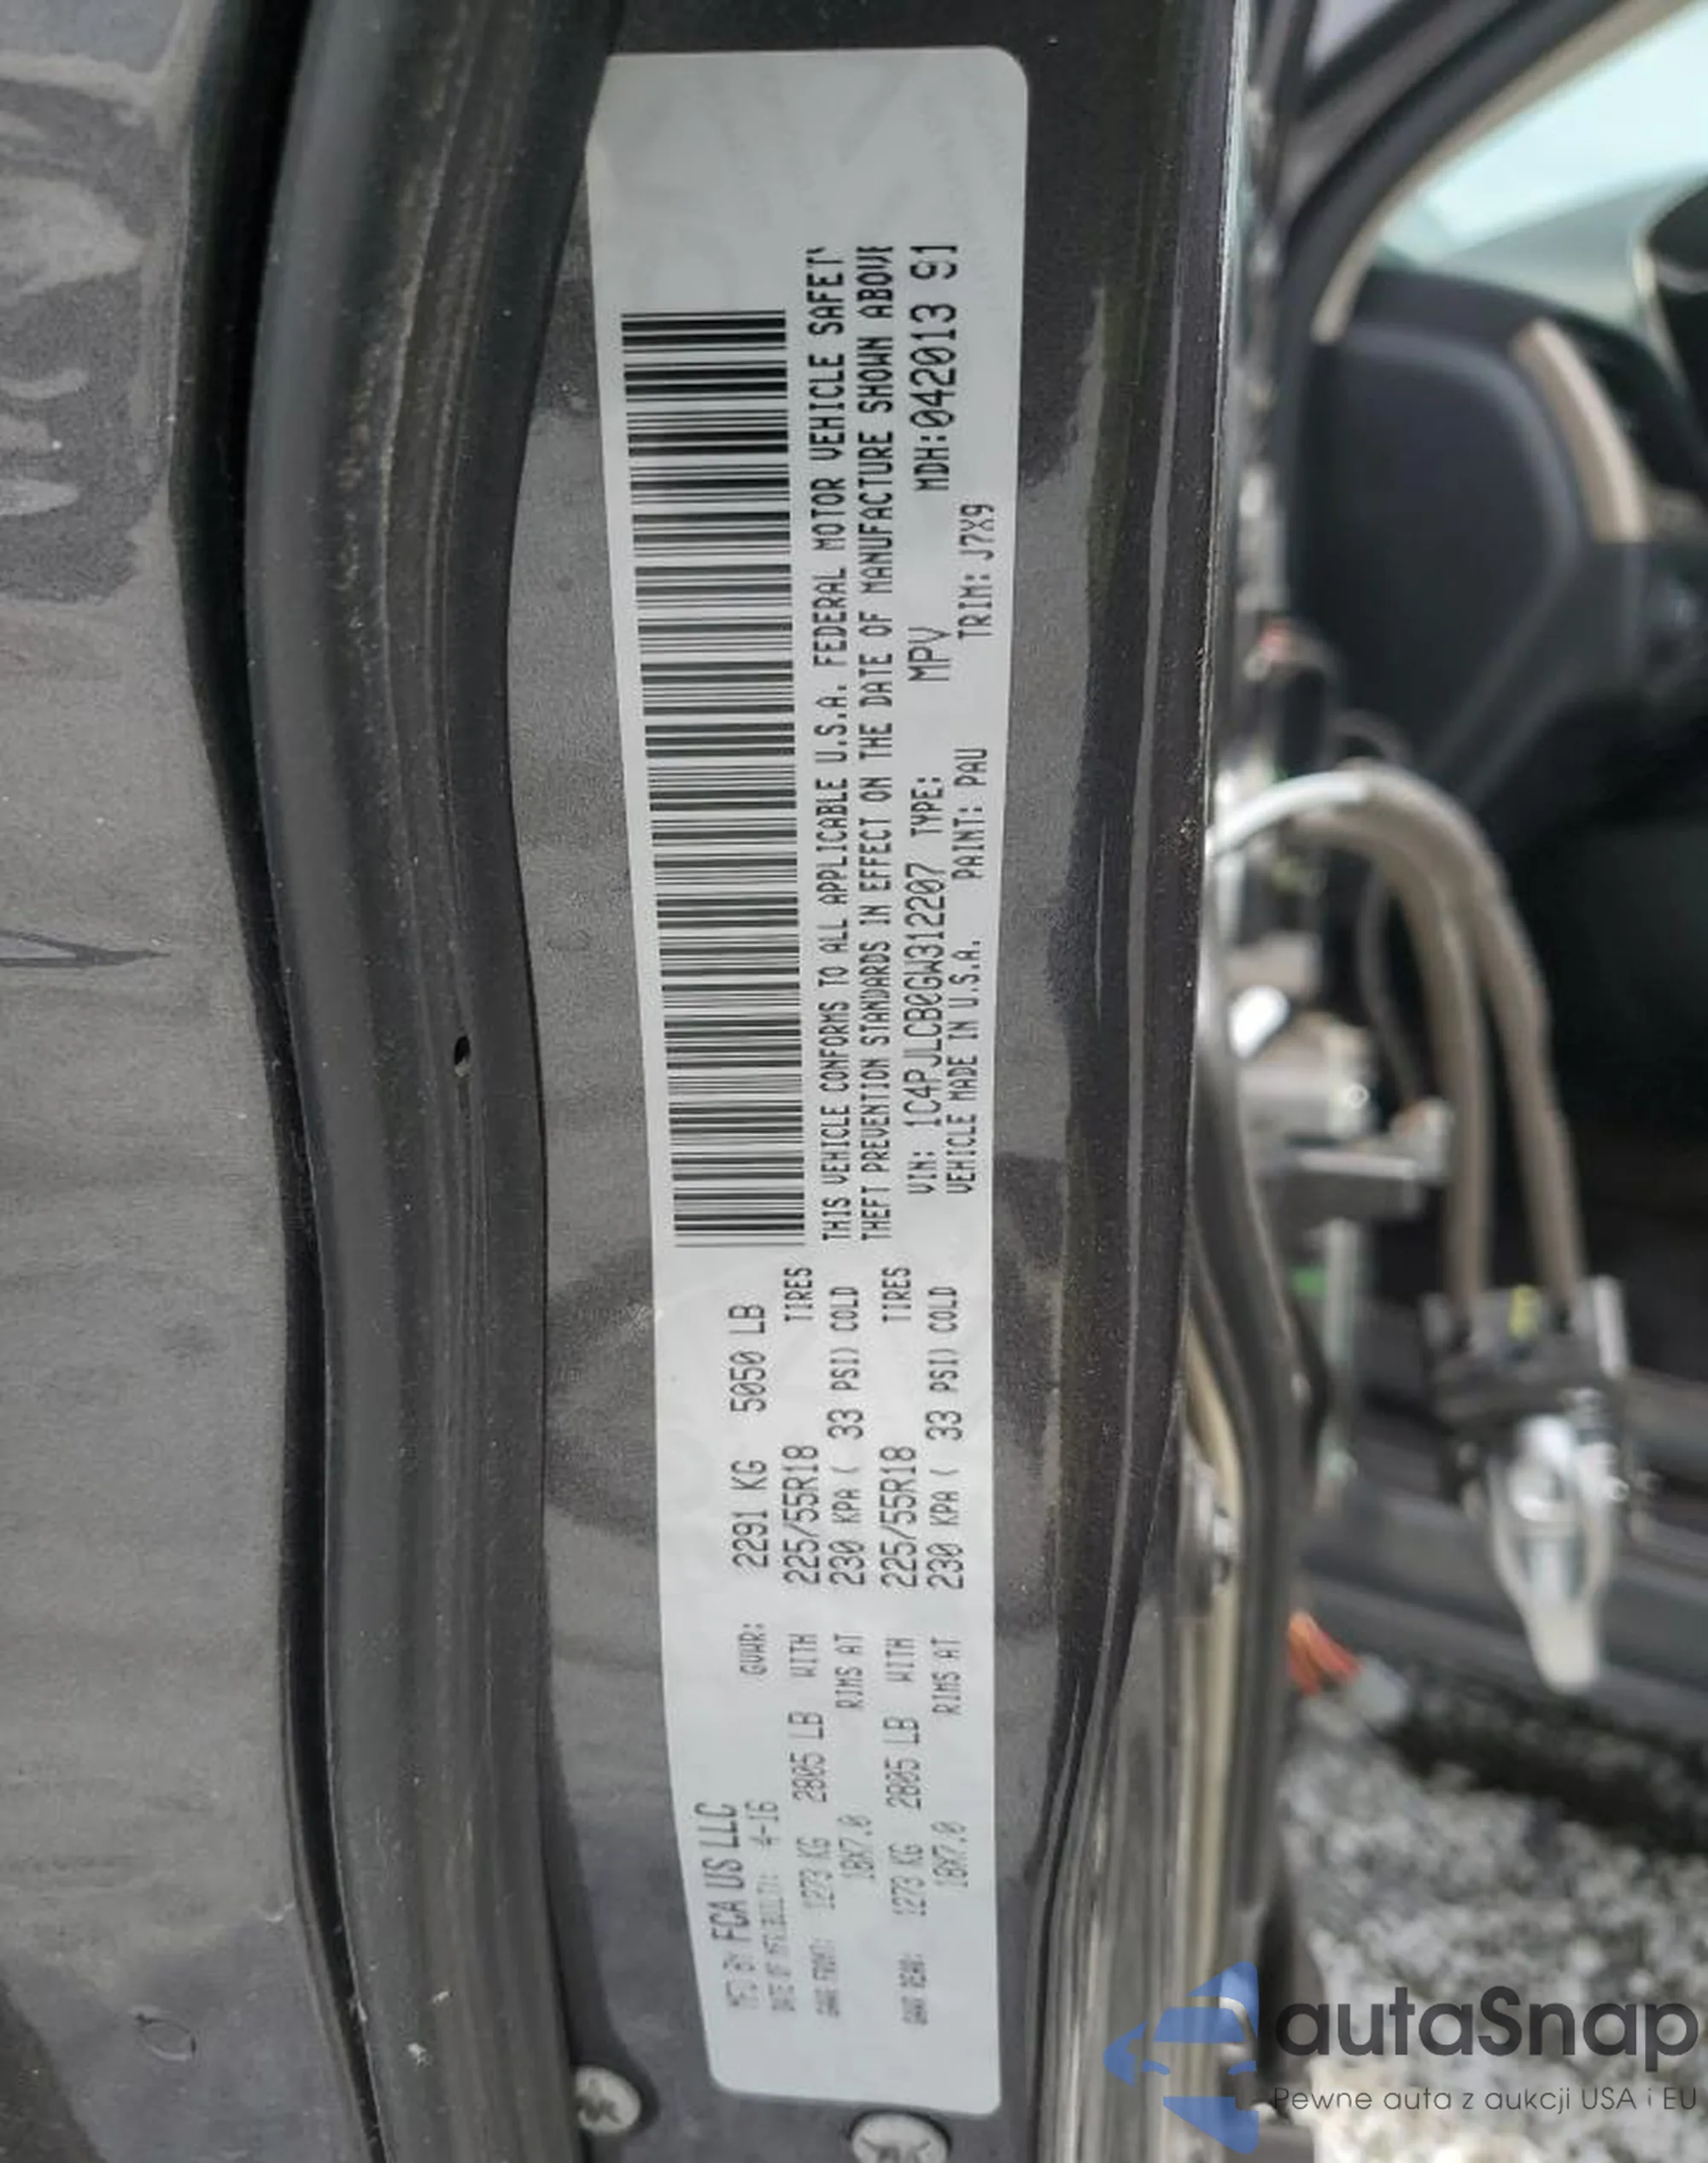 MFD BY: FCA US LLC
DATE OF MFR: 4-16 GVWR: 2291 KG 5050 LB
GAWR FRONT: 1273 KG 2805 LB WITH 225/55R18 TIRES
18X7.0 RIMS AT 230 KPA ( 33 PSI) COLD
GAWR REAR: 1273 KG 2805 LB WITH 225/55R18 TIRES
18X7.0 RIMS AT 230 KPA ( 33 PSI) COLD
THIS VEHICLE CONFORMS TO ALL APPLICABLE U.S.A. FEDERAL MOTOR VEHICLE SAFETY
THEFT PREVENTION STANDARDS IN EFFECT ON THE DATE OF MANUFACTURE SHOWN ABOVE
VIN: 1C4PJLCB0GW312207 TYPE: MPV MDH:042013 91
VEHICLE MADE IN U.S.A. PAINT: PAU TRIM: J7X9
autaSnap
Pewne auta z aukcji USA i EU